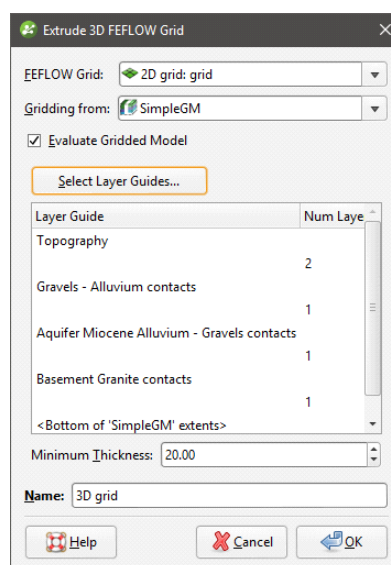 Extrude 3D FEFLOW Grid
FEFLOW Grid: 2D grid: grid
Gridding from: SimpleGM
Evaluate Gridded Model
Select Layer Guides...
Layer Guide Num Laye
Topography
2
Gravels - Alluvium contacts
1
Aquifer Miocene Alluvium - Gravels contacts
1
Basement Granite contacts
1
<Bottom of 'SimpleGM' extents>
Minimum Thickness: 20.00
Name: 3D grid
Help Cancel OK